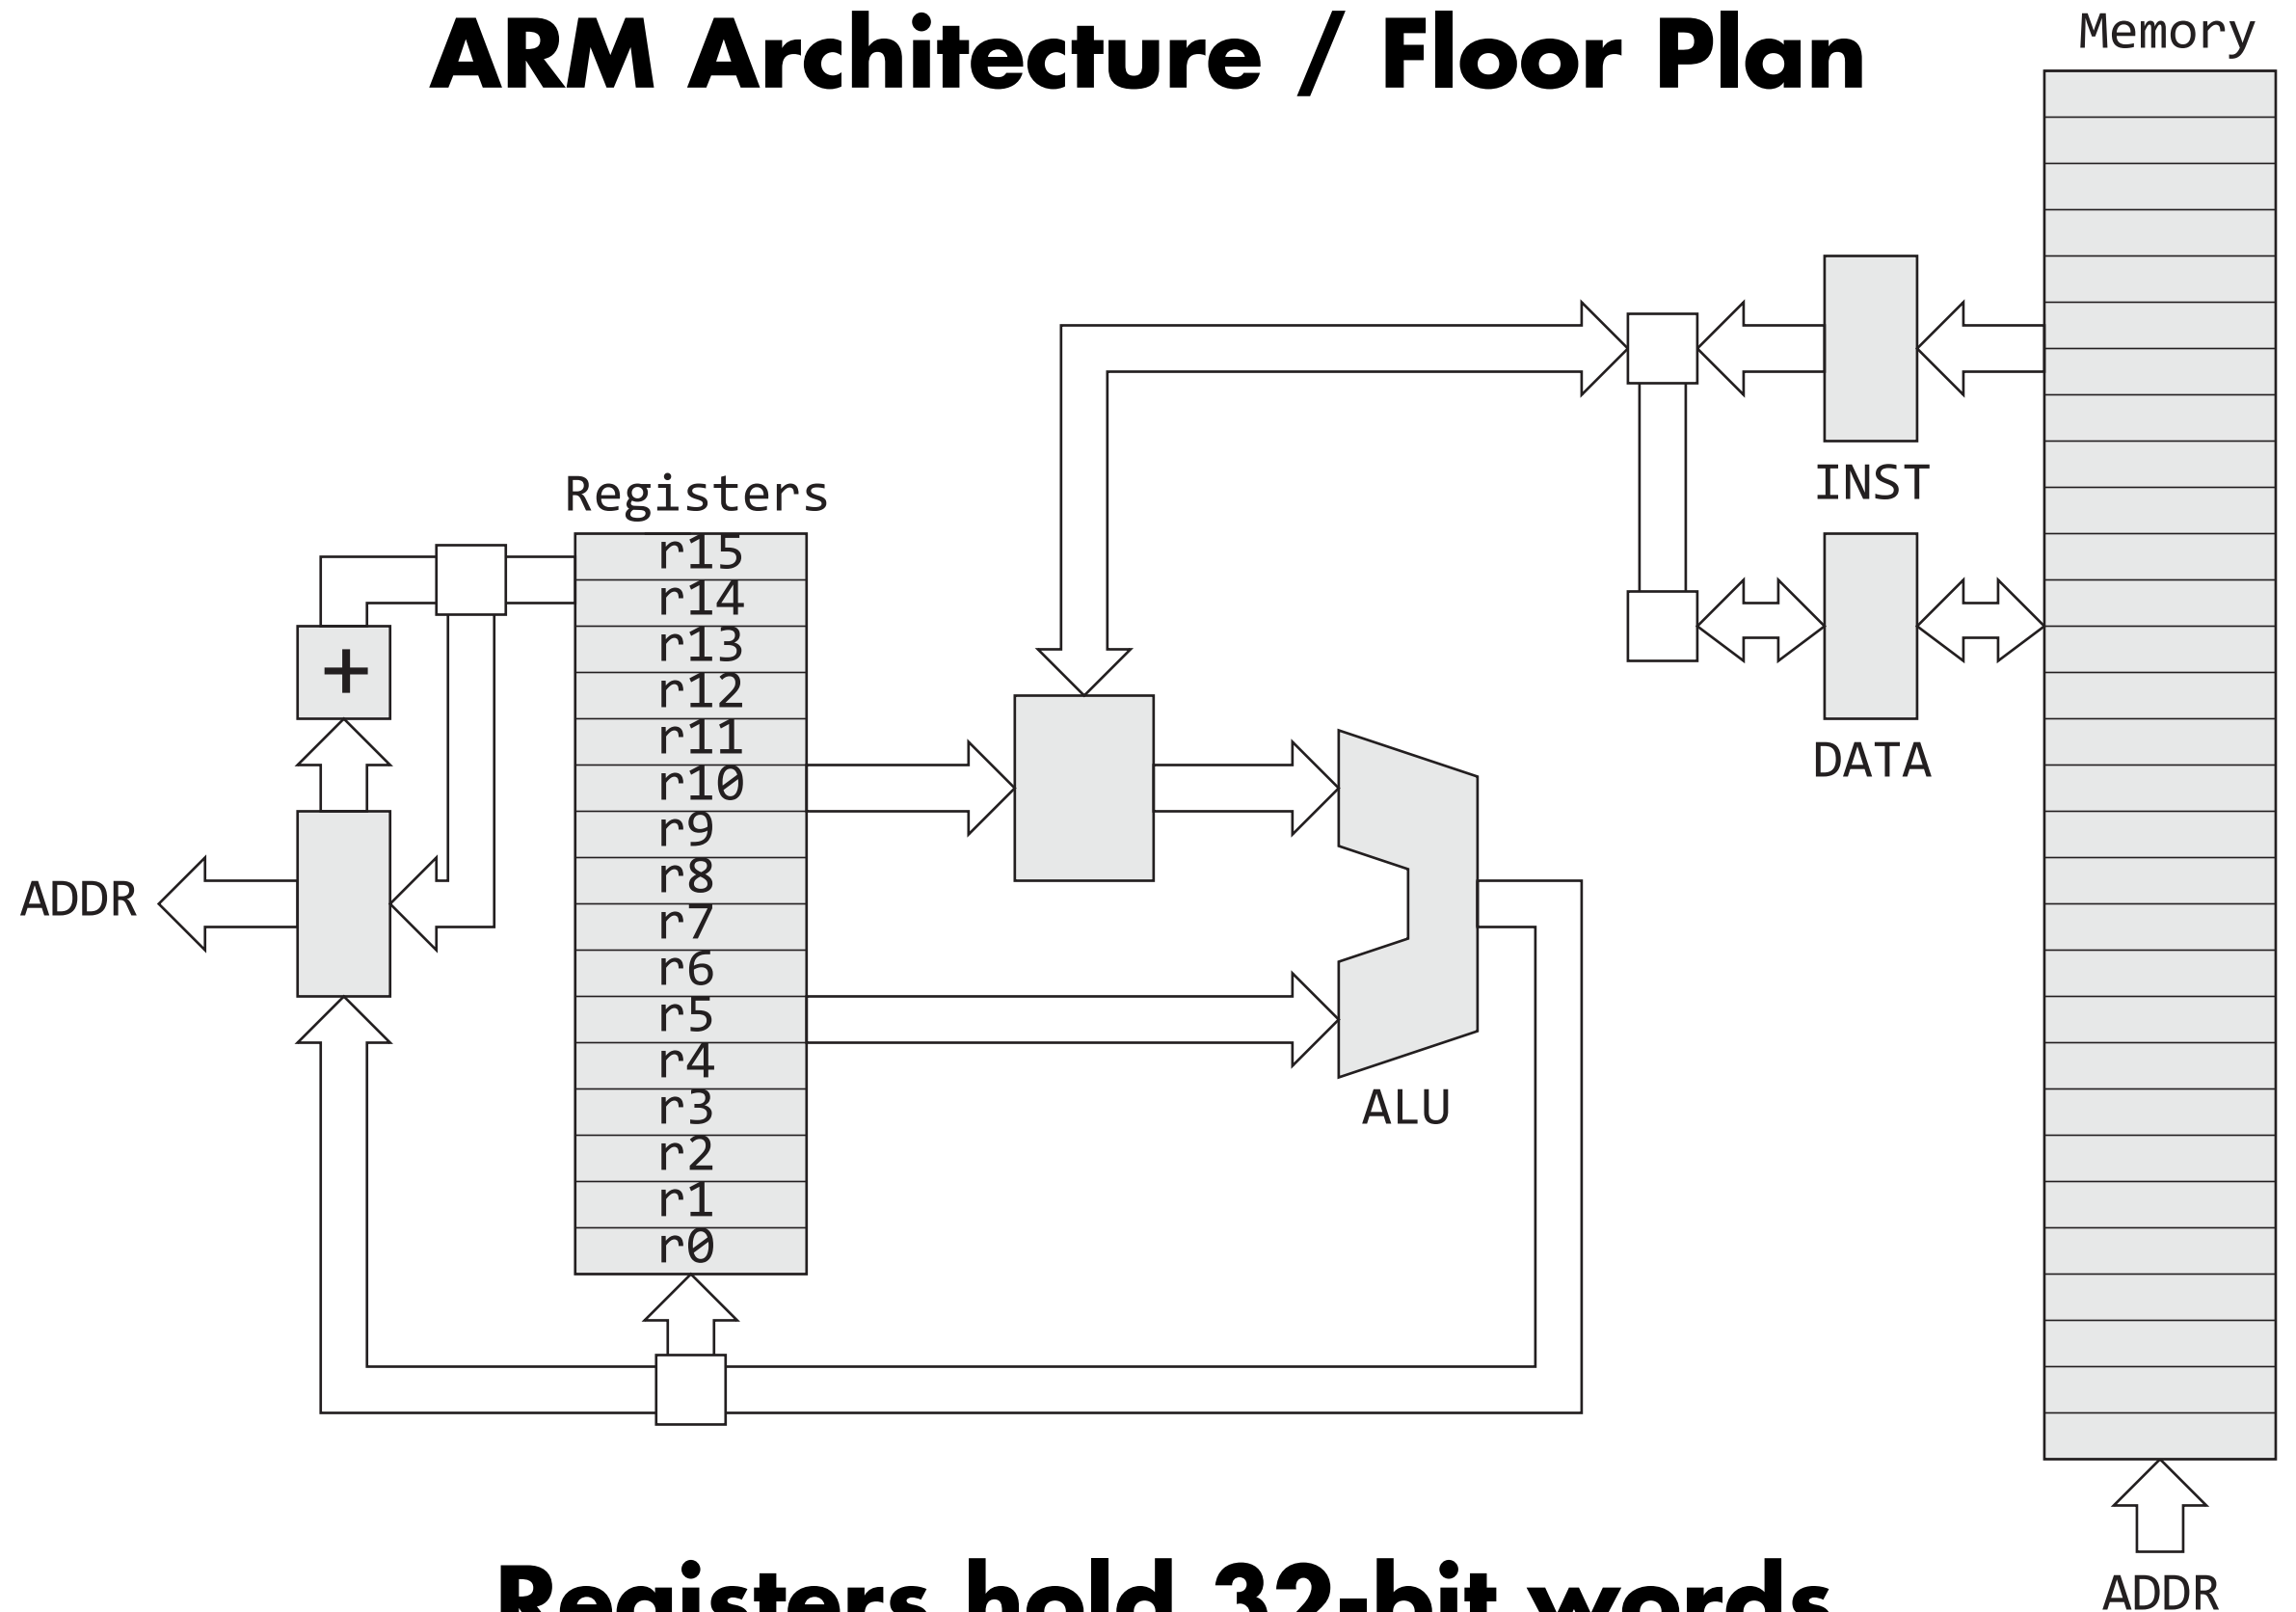 ARM Architecture / Floor Plan
Memory
INST
Registers
r15
r14
r13
r12
r11
r10
r9
r8
r7
r6
r5
r4
r3
r2
r1
r0
+
DATA
ADDR
ALU
ADDR
Registers hold 32-bit words